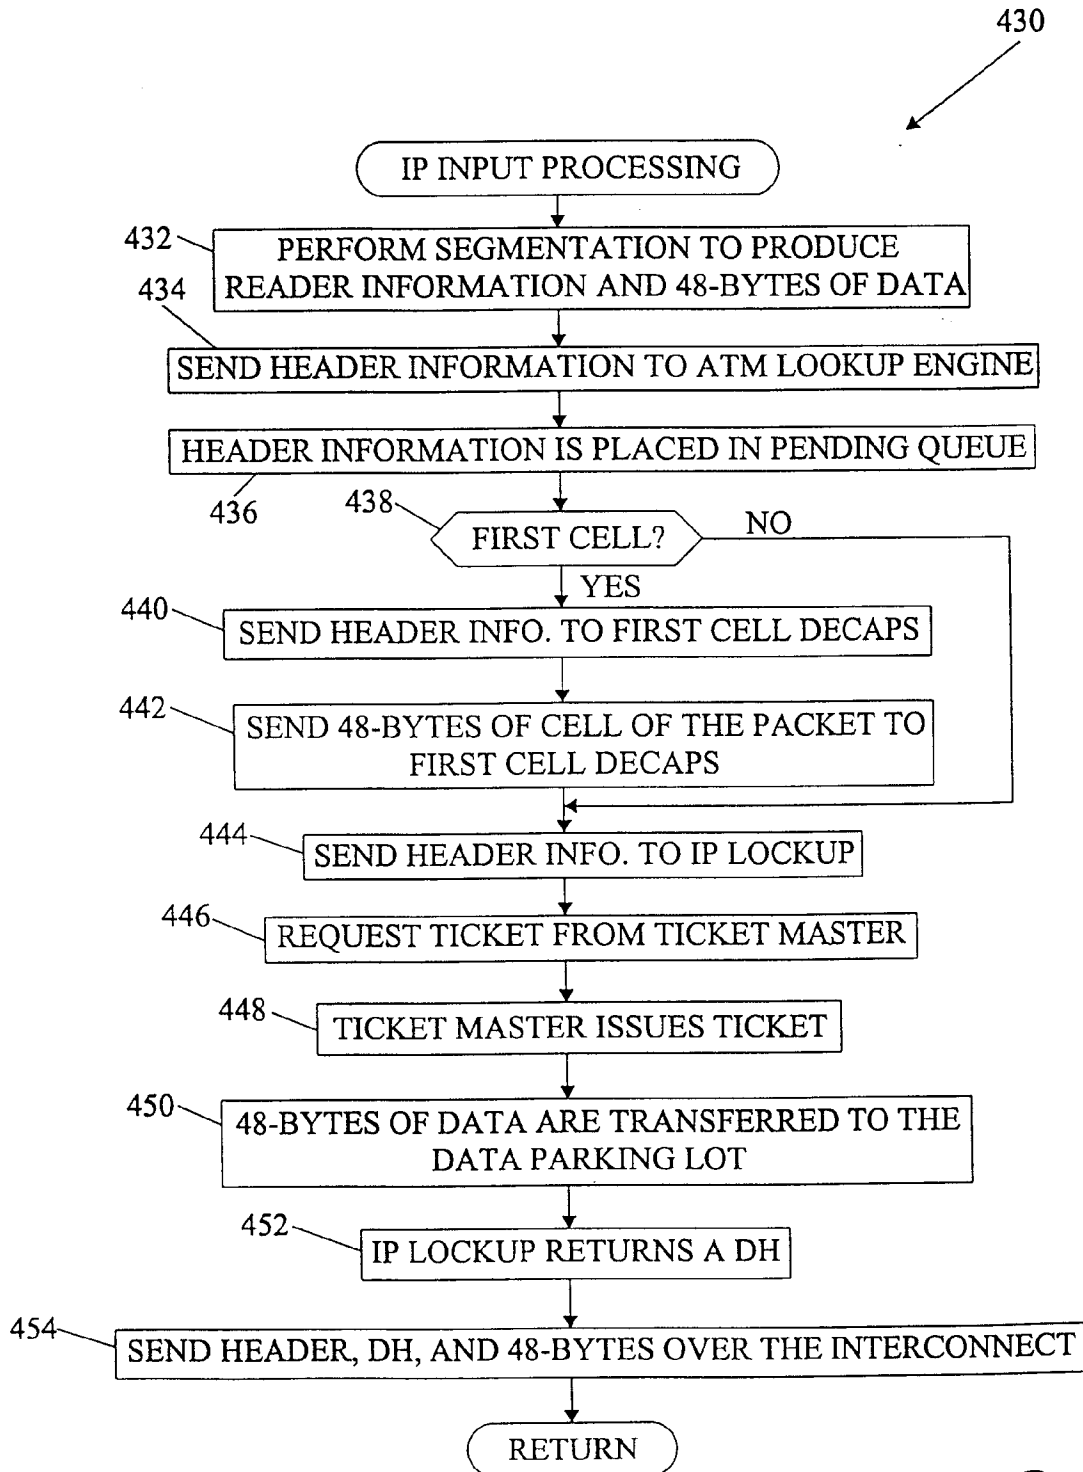 430
IP INPUT PROCESSING
432
PERFORM SEGMENTATION TO PRODUCE
READER INFORMATION AND 48-BYTES OF DATA
434
SEND HEADER INFORMATION TO ATM LOOKUP ENGINE
HEADER INFORMATION IS PLACED IN PENDING QUEUE
436
438
FIRST CELL?
NO
YES
440
SEND HEADER INFO. TO FIRST CELL DECAPS
442
SEND 48-BYTES OF CELL OF THE PACKET TO
FIRST CELL DECAPS
444
SEND HEADER INFO. TO IP LOCKUP
446
REQUEST TICKET FROM TICKET MASTER
448
TICKET MASTER ISSUES TICKET
450
48-BYTES OF DATA ARE TRANSFERRED TO THE
DATA PARKING LOT
452
IP LOCKUP RETURNS A DH
454
SEND HEADER, DH, AND 48-BYTES OVER THE INTERCONNECT
RETURN